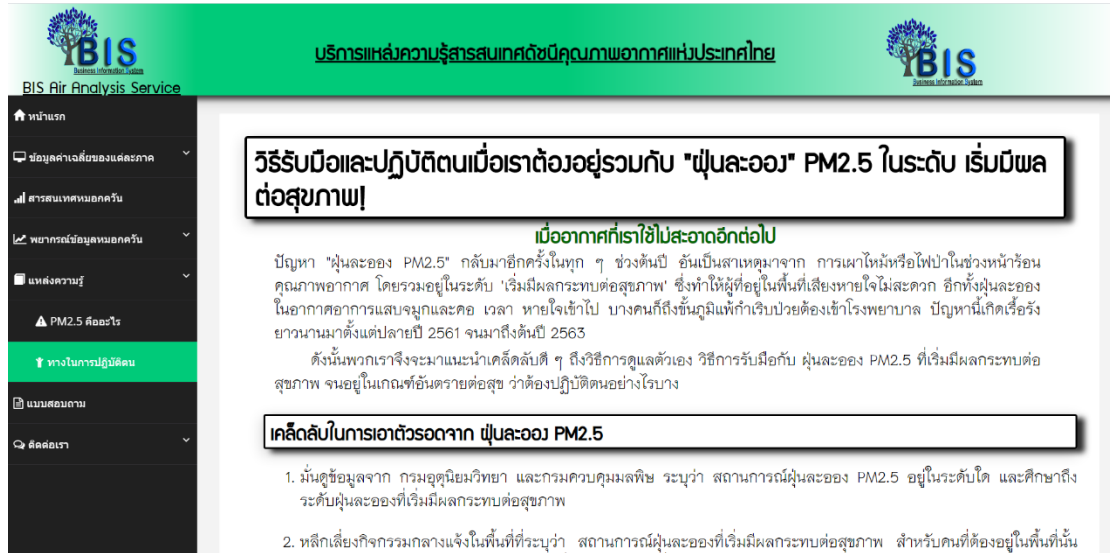 BIS
Business Information System
BIS Air Analysis Service
บริการแหล่งความรู้สารสนเทศดัชนีคุณภาพอากาศแห่งประเทศไทย
BIS
Business Information System
หน้าแรก
ข้อมูลค่าเฉลี่ยของแต่ละภาค
สารสนเทศหมอกควัน
พยากรณ์ข้อมูลหมอกควัน
แหล่งความรู้
PM2.5 คืออะไร
ทางในการปฏิบัติตน
แบบสอบถาม
ติดต่อเรา
วิธีรับมือและปฏิบัติตนเมื่อเราต้องอยู่รวมกับ "ฝุ่นละออง" PM2.5 ในระดับ เริ่มมีผล
ต่อสุขภาพ!
เมื่ออากาศที่เราใช้ไม่สะอาดอีกต่อไป
ปัญหา "ฝุ่นละออง PM2.5" กลับมาอีกครั้งในทุก ๆ ช่วงต้นปี อันเป็นสาเหตุมาจาก การเผาไหม้หรือไฟป่าในช่วงหน้าร้อน
คุณภาพอากาศ โดยรวมอยู่ในระดับ 'เริ่มมีผลกระทบต่อสุขภาพ' ซึ่งทำให้ผู้ที่อยู่ในพื้นที่เสียงหายใจไม่สะดวก อีกทั้งฝุ่นละออง
ในอากาศอาการแสบจมูกและคอ เวลา หายใจเข้าไป บางคนก็ถึงขั้นภูมิแพ้กำเริบป่วยต้องเข้าโรงพยาบาล ปัญหานี้เกิดเรื้อรัง
ยาวนานมาตั้งแต่ปลายปี 2561 จนมาถึงต้นปี 2563
ดังนั้นพวกเราจึงจะมาแนะนำเคล็ดลับดี ๆ ถึงวิธีการดูแลตัวเอง วิธีการรับมือกับ ฝุ่นละออง PM2.5 ที่เริ่มมีผลกระทบต่อ
สุขภาพ จนอยู่ในเกณฑ์อันตรายต่อสุข ว่าต้องปฏิบัติตนอย่างไรบาง
เคล็ดลับในการเอาตัวรอดจาก ฝุ่นละออง PM2.5
1. มั่นดูข้อมูลจาก กรมอุตุนิยมวิทยา และกรมควบคุมมลพิษ ระบุว่า สถานการณ์ฝุ่นละออง PM2.5 อยู่ในระดับใด และศึกษาถึง
ระดับฝุ่นละอองที่เริ่มมีผลกระทบต่อสุขภาพ
2. หลีกเลี่ยงกิจกรรมกลางแจ้งในพื้นที่ที่ระบุว่า สถานการณ์ฝุ่นละอองที่เริ่มมีผลกระทบต่อสุขภาพ สำหรับคนที่ต้องอยู่ในพื้นที่นั้น